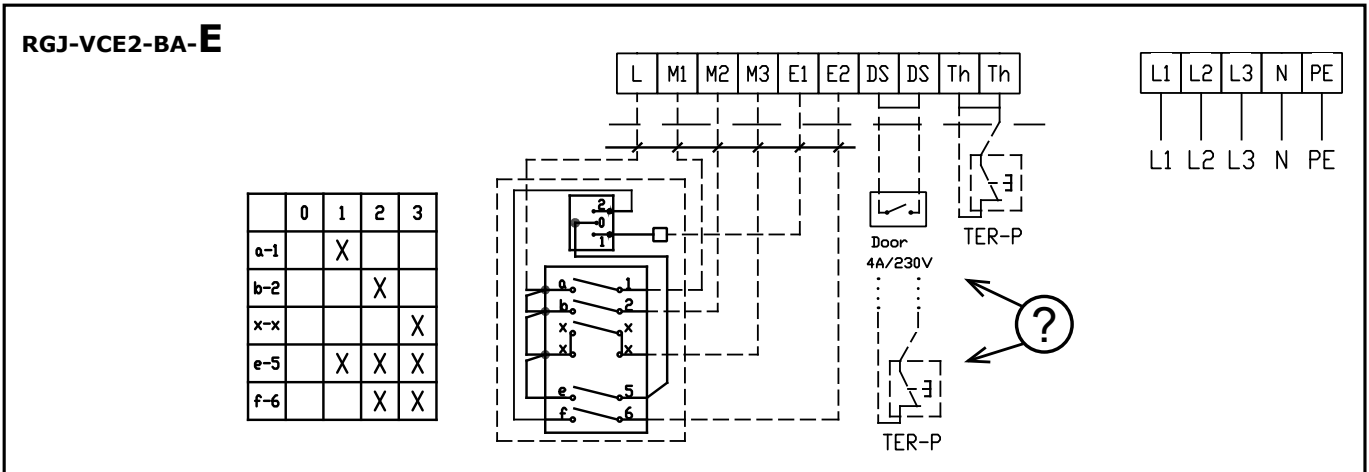 RGJ-VCE2-BA-E
L M1 M2 M3 E1 E2 DS DS Th Th
L1 L2 L3 N PE
L1 L2 L3 N PE
0 1 2 3
a-1 X
b-2 X
x-x X
e-5 X X X
f-6 X X
2
0
1
a 1
b 2
x x
x x
e 5
f 6
Door
4A/230V
TER-P
?
TER-P